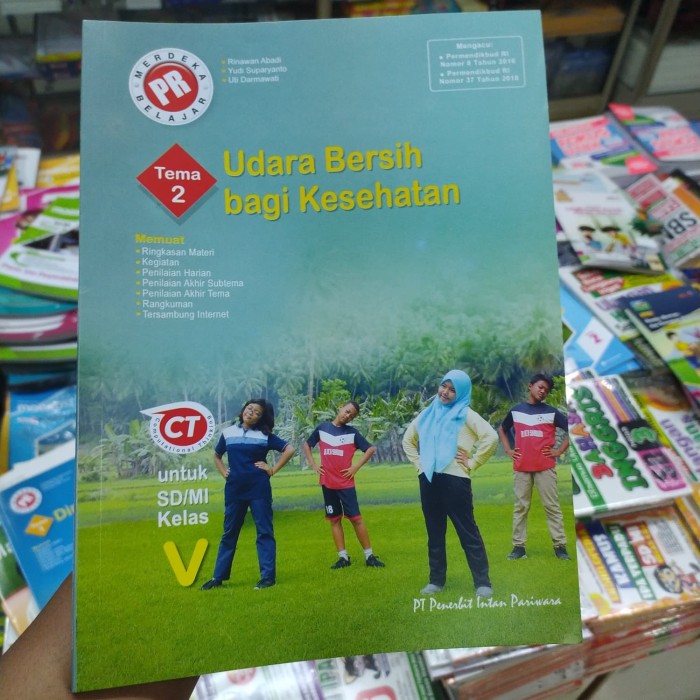 MERDEKA
PR
BELAJAR
Rinawan Abadi
Yudi Suparyanto
Uti Darmawati
Mengacu:
Permendikbud RI
Nomor 8 Tahun 2016
Permendikbud RI
Nomor 37 Tahun 2018
Tema
2
Udara Bersih
bagi Kesehatan
Memuat
Ringkasan Materi
Kegiatan
Penilaian Harian
Penilaian Akhir Subtema
Penilaian Akhir Tema
Rangkuman
Tersambung Internet
CT
untuk
SD/MI
Kelas
V
PT Penerbit Intan Pariwara